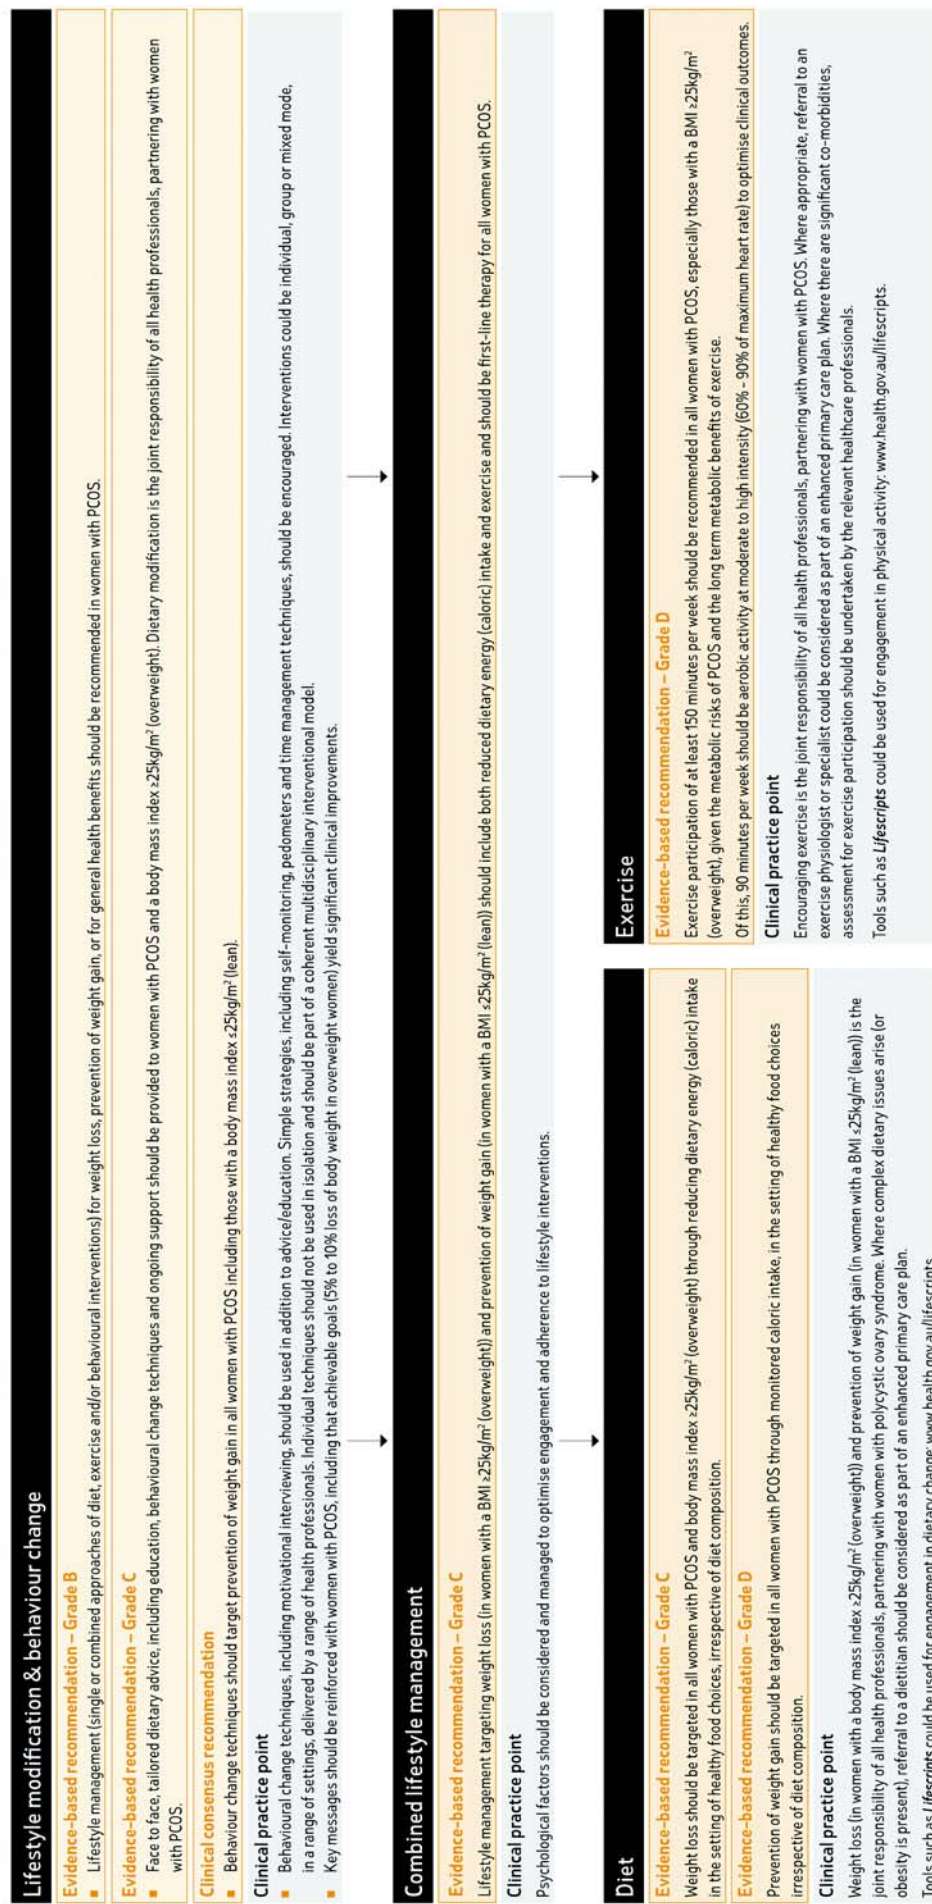 Lifestyle modification & behaviour change
Evidence-based recommendation – Grade B
■ Lifestyle management (single or combined approaches of diet, exercise and/or behavioural interventions) for weight loss, prevention of weight gain, or for general health benefits should be recommended in women with PCOS.
Evidence-based recommendation – Grade C
■ Face to face, tailored dietary advice, including education, behavioural change techniques and ongoing support should be provided to women with PCOS and a body mass index ≥25kg/m² (overweight). Dietary modification is the joint responsibility of all health professionals, partnering with women
with PCOS.
Clinical consensus recommendation
■ Behaviour change techniques should target prevention of weight gain in all women with PCOS including those with a body mass index ≤25kg/m² (lean).
Clinical practice point
■ Behavioural change techniques, including motivational interviewing, should be used in addition to advice/education. Simple strategies, including self-monitoring, pedometers and time management techniques, should be encouraged. Interventions could be individual, group or mixed mode,
in a range of settings, delivered by a range of health professionals. Individual techniques should not be used in isolation and should be part of a coherent multidisciplinary interventional model.
■ Key messages should be reinforced with women with PCOS, including that achievable goals (5% to 10% loss of body weight in overweight women) yield significant clinical improvements.
Combined lifestyle management
Evidence-based recommendation – Grade C
Lifestyle management targeting weight loss (in women with a BMI ≥25kg/m² (overweight)) and prevention of weight gain (in women with a BMI ≤25kg/m² (lean)) should include both reduced dietary energy (caloric) intake and exercise and should be first-line therapy for all women with PCOS.
Clinical practice point
Psychological factors should be considered and managed to optimise engagement and adherence to lifestyle interventions.
Diet
Evidence-based recommendation – Grade C
Weight loss should be targeted in all women with PCOS and body mass index ≥25kg/m² (overweight) through reducing dietary energy (caloric) intake
in the setting of healthy food choices, irrespective of diet composition.
Evidence-based recommendation – Grade D
Prevention of weight gain should be targeted in all women with PCOS through monitored caloric intake, in the setting of healthy food choices
irrespective of diet composition.
Clinical practice point
Weight loss (in women with a body mass index ≥25kg/m² (overweight)) and prevention of weight gain (in women with a BMI ≤25kg/m² (lean)) is the
joint responsibility of all health professionals, partnering with women with polycystic ovary syndrome. Where complex dietary issues arise (or
obesity is present), referral to a dietitian should be considered as part of an enhanced primary care plan.
Tools such as Lifescripts could be used for engagement in dietary change: www.health.gov.au/lifescripts
Exercise
Evidence-based recommendation – Grade D
Exercise participation of at least 150 minutes per week should be recommended in all women with PCOS, especially those with a BMI ≥25kg/m²
(overweight), given the metabolic risks of PCOS and the long term metabolic benefits of exercise.
Of this, 90 minutes per week should be aerobic activity at moderate to high intensity (60% - 90% of maximum heart rate) to optimise clinical outcomes.
Clinical practice point
Encouraging exercise is the joint responsibility of all health professionals, partnering with women with PCOS. Where appropriate, referral to an
exercise physiologist or specialist could be considered as part of an enhanced primary care plan. Where there are significant co-morbidities,
assessment for exercise participation should be undertaken by the relevant healthcare professionals.
Tools such as Lifescripts could be used for engagement in physical activity: www.health.gov.au/lifescripts.